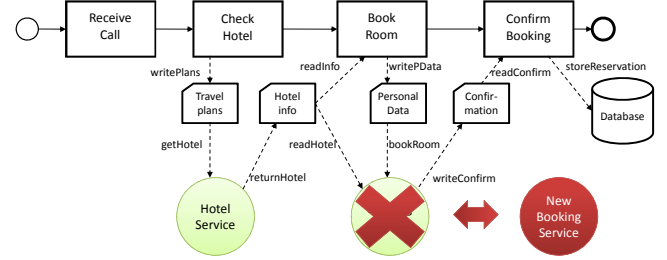 Receive
Call
Check
Hotel
Book
Room
Confirm
Booking
writePlans
readInfo
writePData
readConfirm
storeReservation
Travel
plans
Hotel
info
Personal
Data
Confir-
mation
Database
getHotel
returnHotel
readHotel
bookRoom
writeConfirm
Hotel
Service
New
Booking
Service